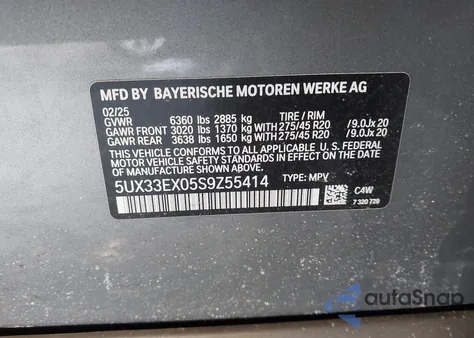 MFD BY BAYERISCHE MOTOREN WERKE AG
02/25
GVWR 6360 lbs 2885 kg TIRE / RIM
GAWR FRONT 3020 lbs 1370 kg WITH 275/45 R20 /9.0Jx 20
GAWR REAR 3638 lbs 1650 kg WITH 275/45 R20 /9.0Jx 20
THIS VEHICLE CONFORMS TO ALL APPLICABLE FEDERAL
MOTOR VEHICLE SAFETY STANDARDS IN EFFECT ON THE DATE
OF MANUFACTURE SHOWN ABOVE.
5UX33EX05S9Z55414 TYPE: MPV
C4W
7 320 729
autoSnap